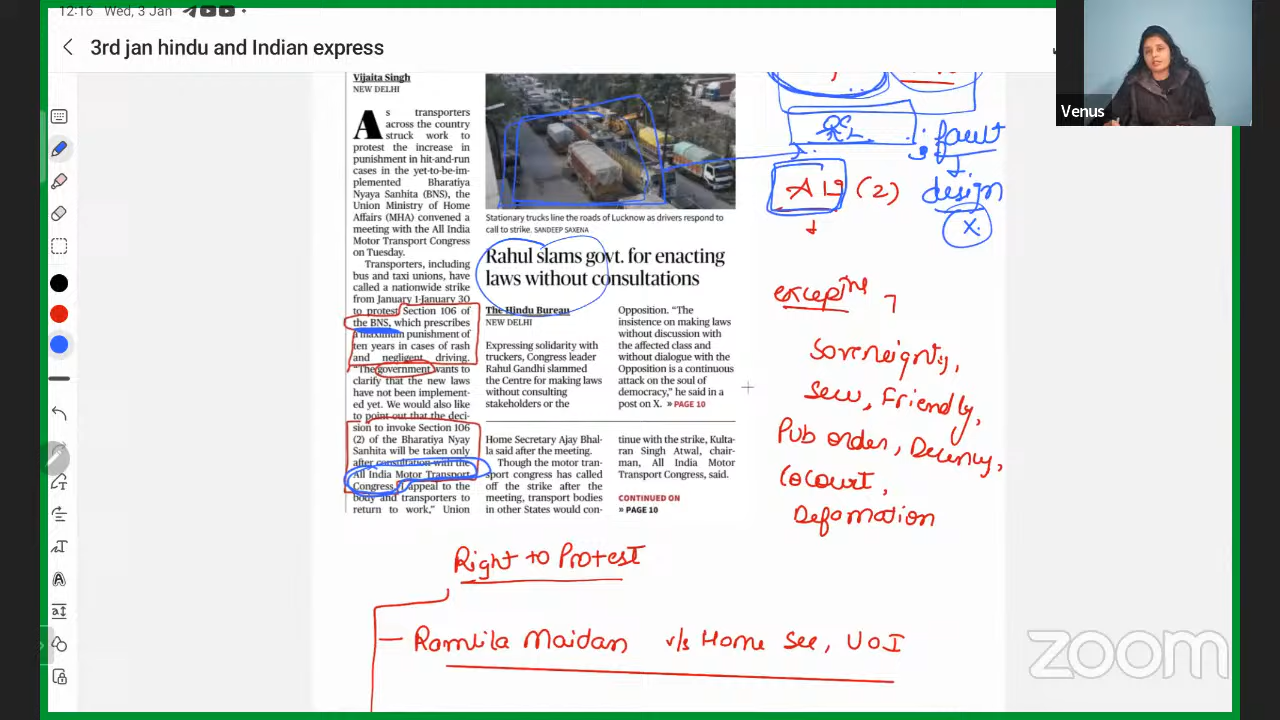 12:16 Wed, 3 Jan
3rd jan hindu and Indian express
Venus
Vijaita Singh
NEW DELHI
As transporters
across the country
struck work to
protest the increase in
punishment in hit-and-run
cases in the yet-to-be-im-
plemented Bharatiya
Nyaya Sanhita (BNS), the
Union Ministry of Home
Affairs (MHA) convened a
meeting with the All India
Motor Transport Congress
on Tuesday.
Transporters, including
bus and taxi unions, have
called a nationwide strike
from January 1-January 30
to protest Section 106 of
the BNS, which prescribes
a maximum punishment of
ten years in cases of rash
and negligent driving.
"The government wants to
clarify that the new laws
have not been implement-
ed yet. We would also like
to point out that the deci-
sion to invoke Section 106
(2) of the Bharatiya Nyay
Sanhita will be taken only
after consultation with the
All India Motor Transport
Congress. I appeal to the
body and transporters to
return to work," Union
Stationary trucks line the roads of Lucknow as drivers respond to
call to strike. SANDEEP SAXENA
Rahul slams govt. for enacting
laws without consultations
The Hindu Bureau
NEW DELHI
Expressing solidarity with
truckers, Congress leader
Rahul Gandhi slammed
the Centre for making laws
without consulting
stakeholders or the
Opposition. "The
insistence on making laws
without discussion with
the affected class and
without dialogue with the
Opposition is a continuous
attack on the soul of
democracy," he said in a
post on X. » PAGE 10
Home Secretary Ajay Bhal-
la said after the meeting.
Though the motor tran-
sport congress has called
off the strike after the
meeting, transport bodies
in other States would con-
tinue with the strike, Kulta-
ran Singh Atwal, chair-
man, All India Motor
Transport Congress, said.
CONTINUED ON
» PAGE 10
; fault
A 19 (2) design
X
Sovereignty,
Friendly,
Pub order, Decency,
CoCourt,
Defamation
Right to Protest
- Ramlila Maidan v/s Home Sec, UOI
zoom